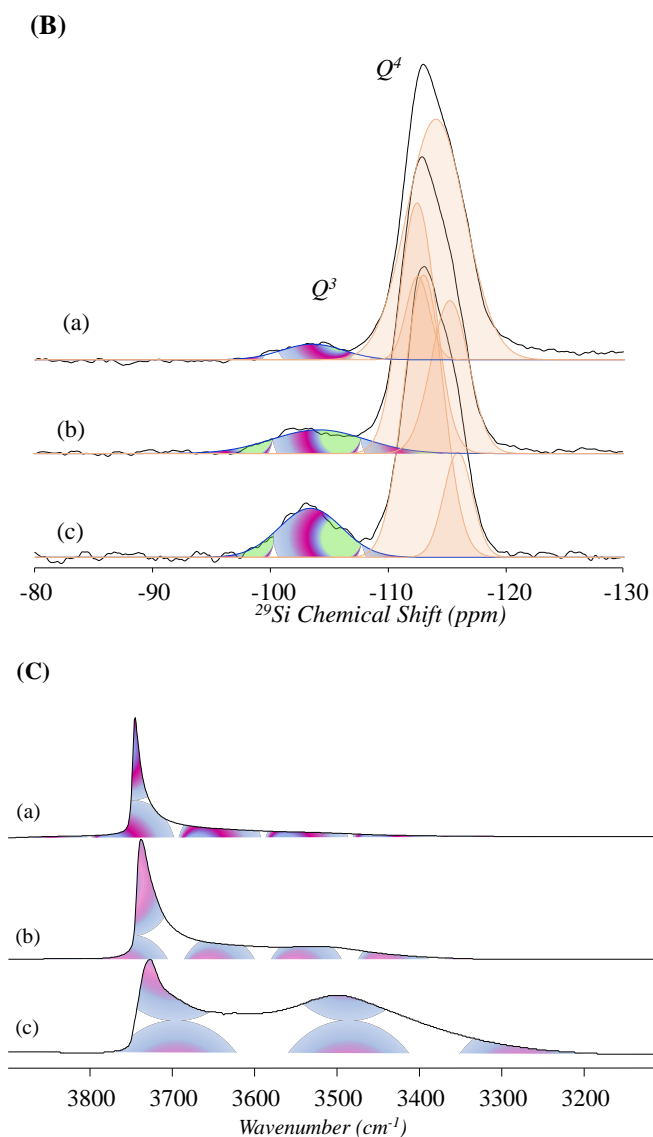 (B)
Q⁴
Q³
(a)
(b)
(c)
-80 -90 -100 -110 -120 -130
²⁹Si Chemical Shift (ppm)
(C)
(a)
(b)
(c)
3800 3700 3600 3500 3400 3300 3200
Wavenumber (cm⁻¹)